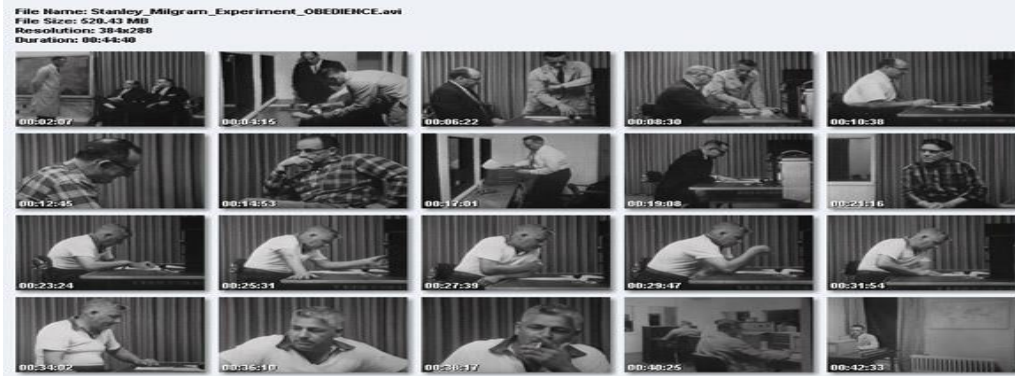 File Name: Stanley_Milgram_Experiment_OBEDIENCE.avi
File Size: 520.43 MB
Resolution: 384x288
Duration: 00:44:40
00:02:07 00:04:15 00:06:22 00:08:30 00:10:38
00:12:45 00:14:53 00:17:01 00:19:08 00:21:16
00:23:24 00:25:31 00:27:39 00:29:47 00:31:54
00:34:02 00:36:10 00:38:17 00:40:25 00:42:33